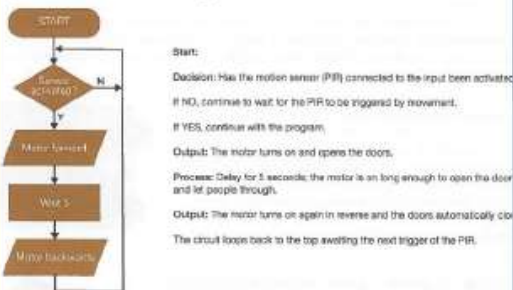 START
Start:
Decision: Has the motion sensor (PIR) connected to the input been activated
Sensor activated?
N
If NO, continue to wait for the PIR to be triggered by movement.
If YES, continue with the program.
Y
Motor forward
Output: The motor turns on and opens the doors.
Process: Delay for 5 seconds; the motor is on long enough to open the door
and let people through.
Wait 5
Output: The motor turns on again in reverse and the doors automatically clo
Motor backwards
The circuit loops back to the top awaiting the next trigger of the PIR.